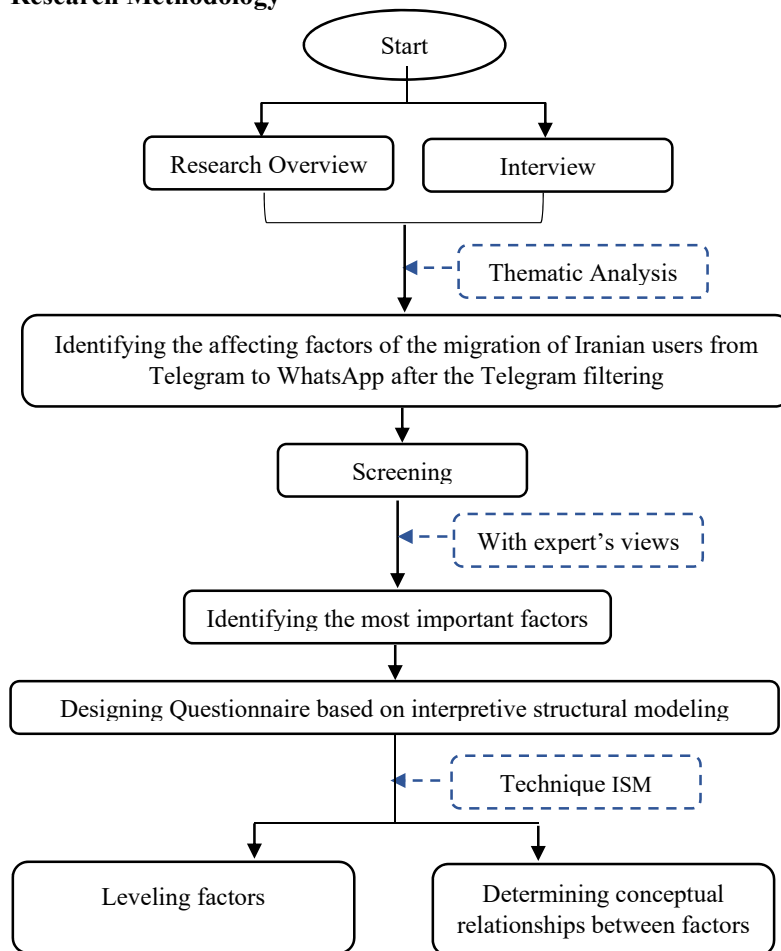 Research Methodology
Start
Research Overview
Interview
Thematic Analysis
Identifying the affecting factors of the migration of Iranian users from
Telegram to WhatsApp after the Telegram filtering
Screening
With expert's views
Identifying the most important factors
Designing Questionnaire based on interpretive structural modeling
Technique ISM
Leveling factors
Determining conceptual
relationships between factors